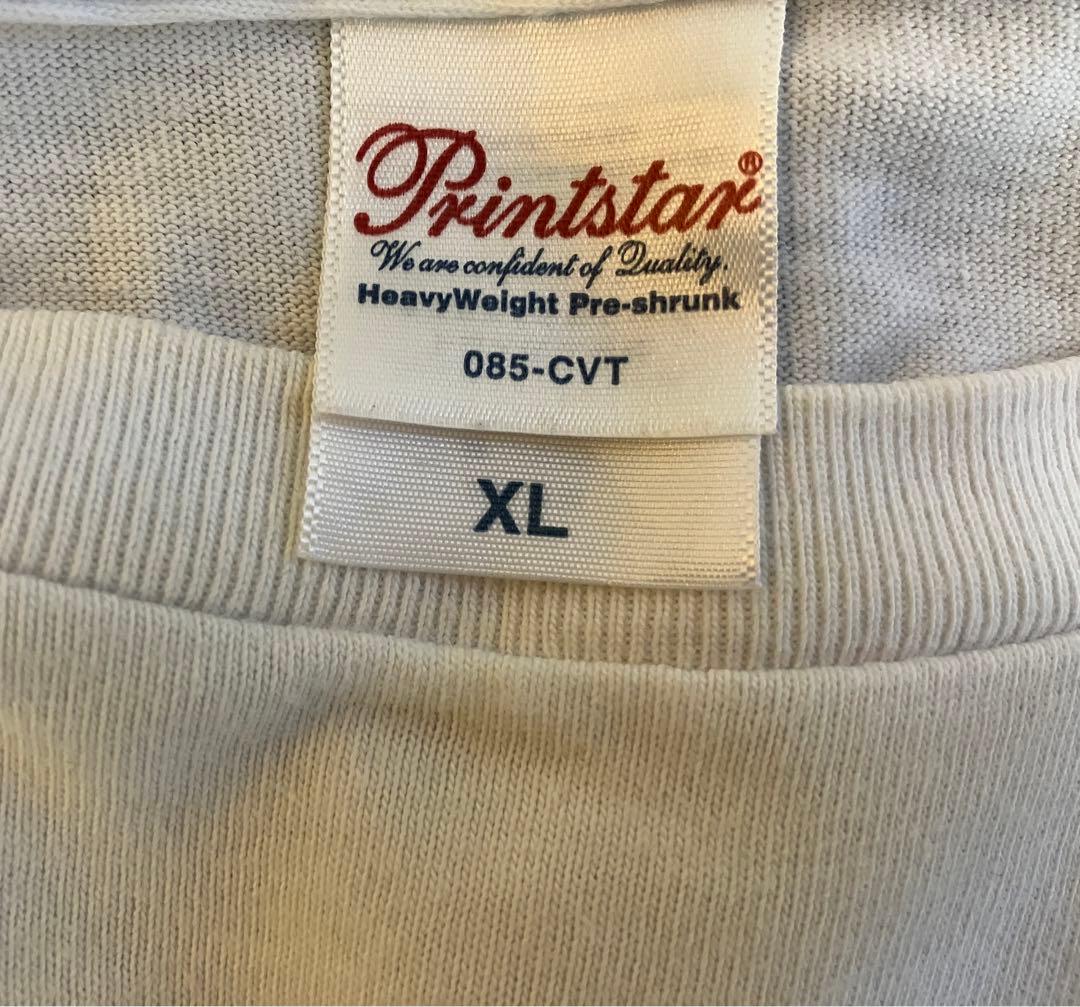 Printstar®
We are confident of Quality.
HeavyWeight Pre-shrunk
085-CVT
XL